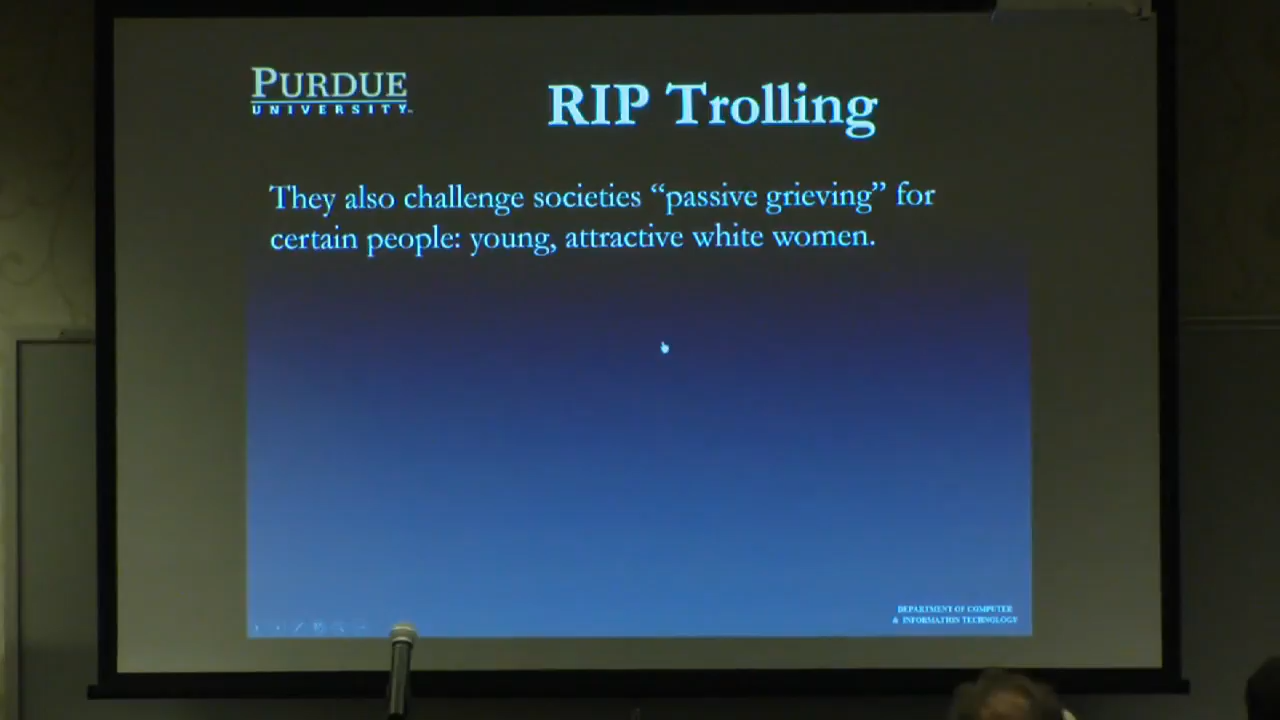 PURDUE
UNIVERSITY
RIP Trolling
They also challenge societies “passive grieving” for
certain people: young, attractive white women.
DEPARTMENT OF COMPUTER
& INFORMATION TECHNOLOGY